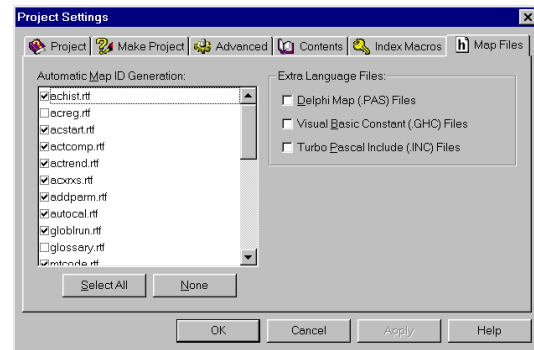 Project Settings
Project Make Project Advanced Contents Index Macros Map Files
Automatic Map ID Generation:
achist.rtf
acreg.rtf
acstart.rtf
actcomp.rtf
actrend.rtf
acxrxs.rtf
addparm.rtf
autocal.rtf
globlrun.rtf
glossary.rtf
mtcode.rtf
Select All None
Extra Language Files:
Delphi Map (.PAS) Files
Visual Basic Constant (.GHC) Files
Turbo Pascal Include (.INC) Files
OK Cancel Apply Help